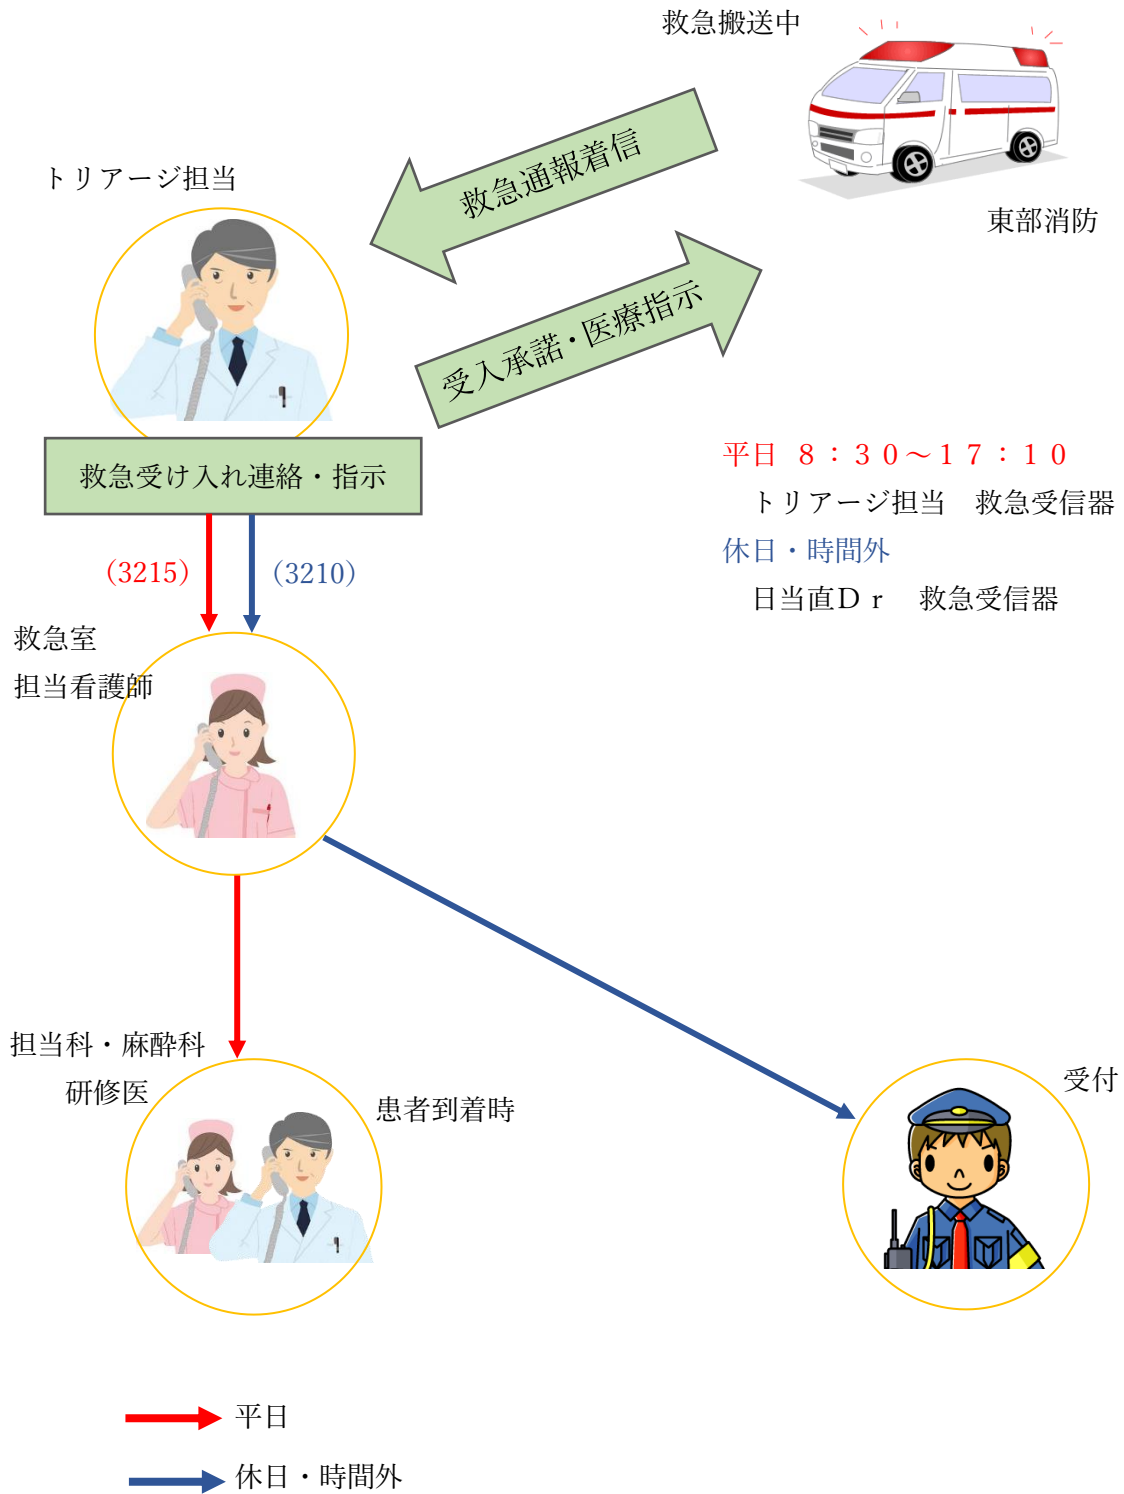 救急搬送中
救急通報着信
トリアージ担当
東部消防
受入承諾・医療指示
救急受け入れ連絡・指示
平日 ８：３０～１７：１０
トリアージ担当　救急受信器
休日・時間外
日当直Ｄｒ　救急受信器
（3215）
（3210）
救急室
担当看護師
担当科・麻酔科
研修医
患者到着時
受付
平日
休日・時間外